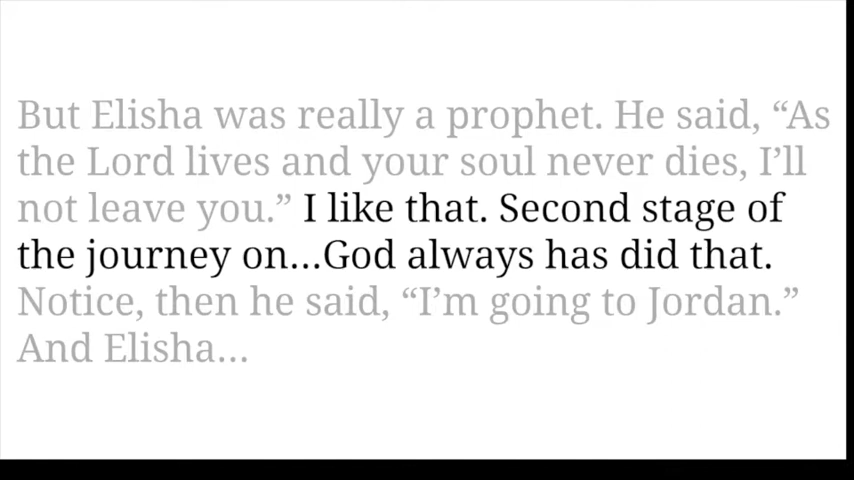 But Elisha was really a prophet. He said, “As
the Lord lives and your soul never dies, I’ll
not leave you.” I like that. Second stage of
the journey on…God always has did that.
Notice, then he said, “I’m going to Jordan.”
And Elisha…